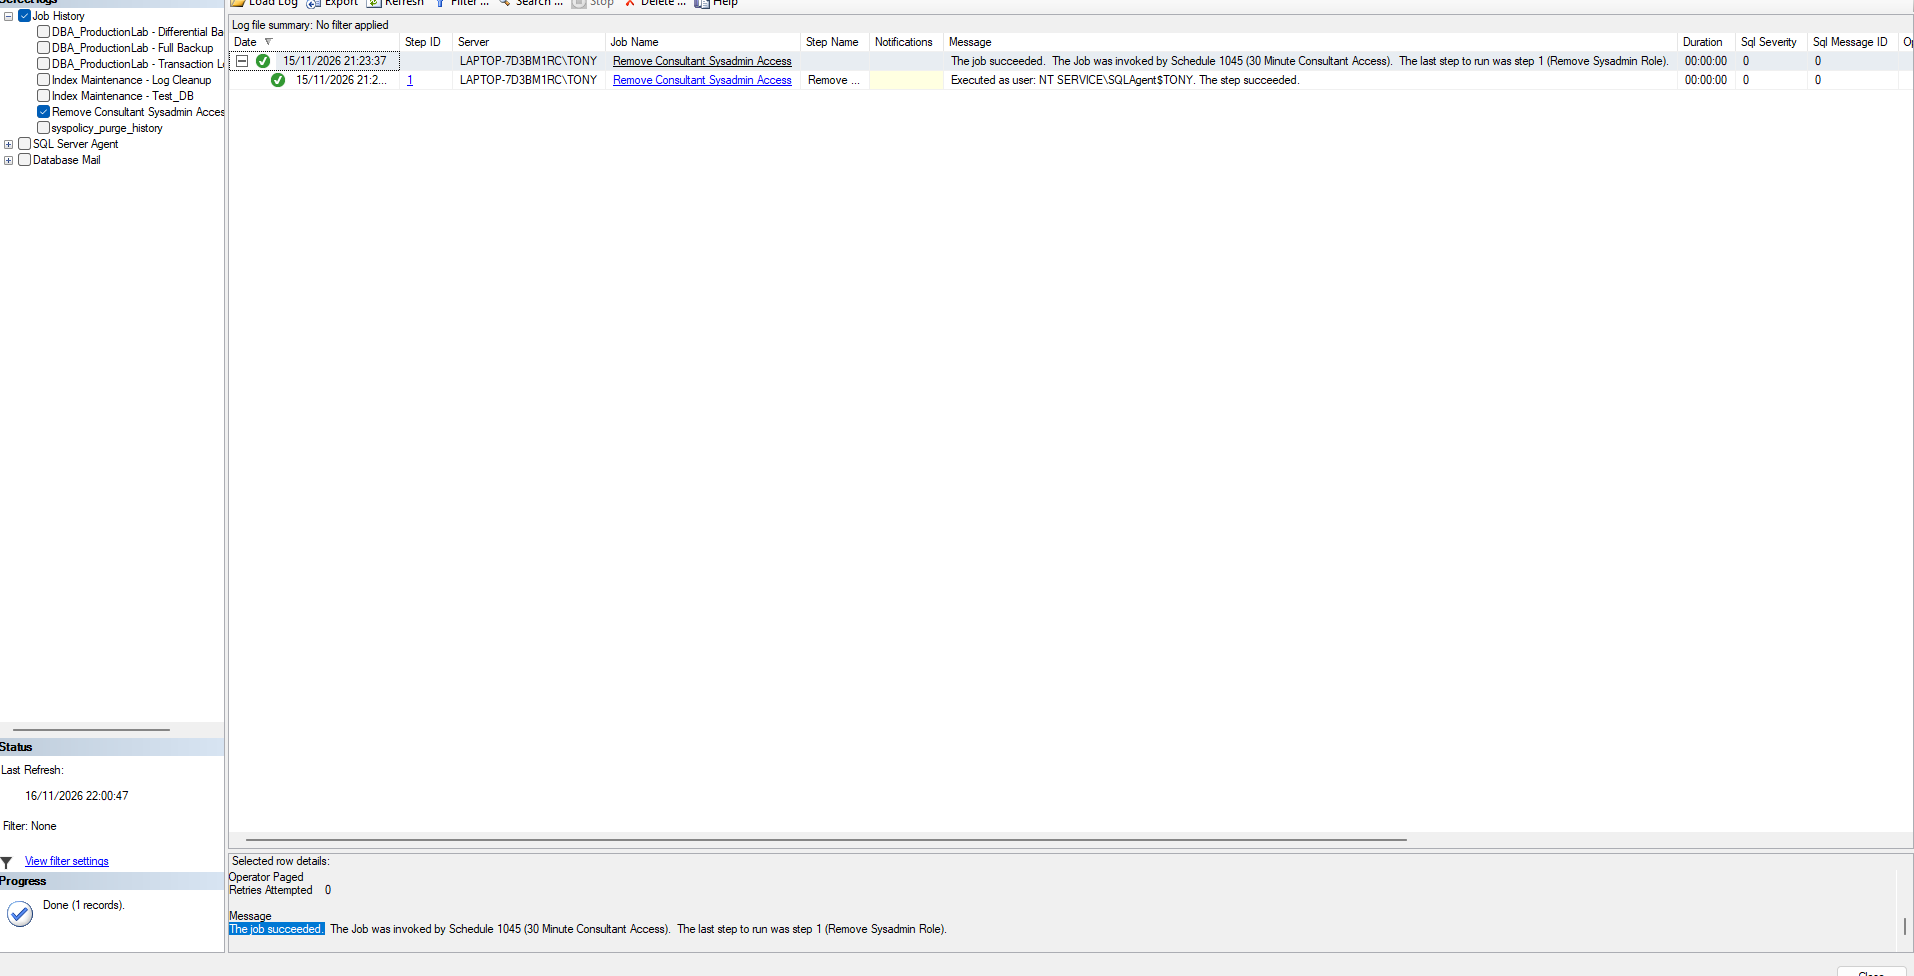 Select logs
Load Log Export Refresh Filter ... Search ... Stop Delete ... Help
Job History
DBA_ProductionLab - Differential Ba
DBA_ProductionLab - Full Backup
DBA_ProductionLab - Transaction L
Index Maintenance - Log Cleanup
Index Maintenance - Test_DB
Remove Consultant Sysadmin Acces
syspolicy_purge_history
SQL Server Agent
Database Mail
Log file summary: No filter applied
Date Step ID Server Job Name Step Name Notifications Message Duration Sql Severity Sql Message ID Op
15/11/2026 21:23:37 LAPTOP-7D3BM1RC\TONY Remove Consultant Sysadmin Access The job succeeded. The Job was invoked by Schedule 1045 (30 Minute Consultant Access). The last step to run was step 1 (Remove Sysadmin Role). 00:00:00 0 0
15/11/2026 21:2... 1 LAPTOP-7D3BM1RC\TONY Remove Consultant Sysadmin Access Remove ... Executed as user: NT SERVICE\SQLAgent$TONY. The step succeeded. 00:00:00 0 0
Status
Last Refresh:
16/11/2026 22:00:47
Filter: None
View filter settings
Progress
Done (1 records).
Selected row details:
Operator Paged
Retries Attempted 0
Message
The job succeeded. The Job was invoked by Schedule 1045 (30 Minute Consultant Access). The last step to run was step 1 (Remove Sysadmin Role).
Close